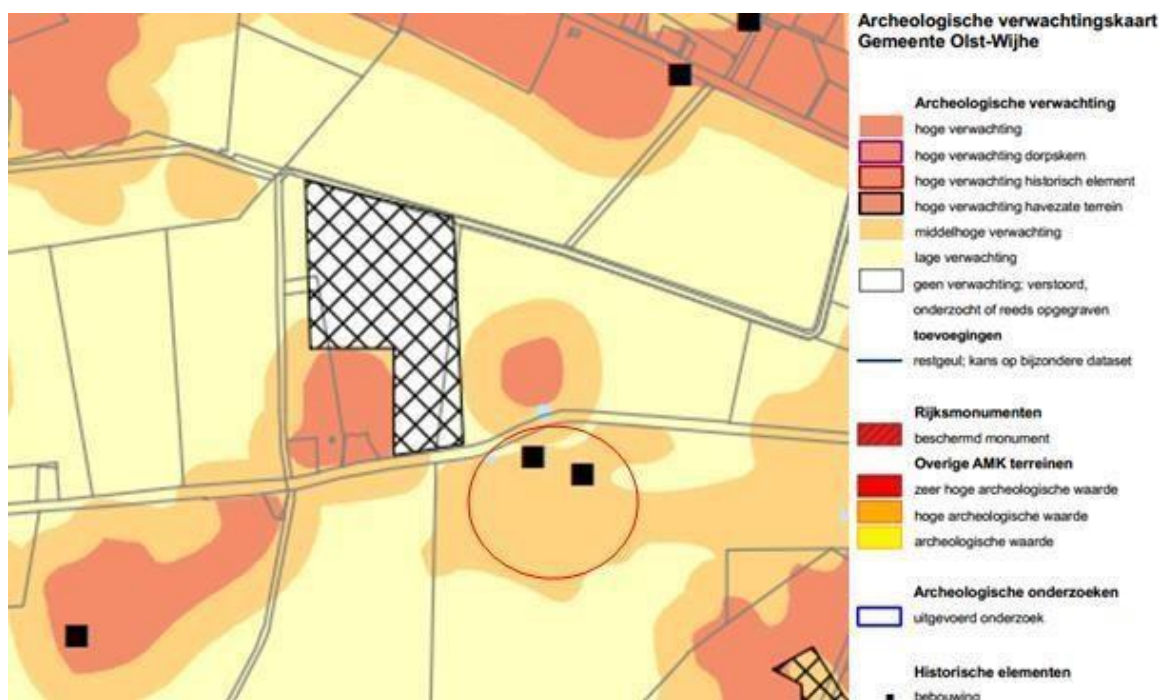 Archeologische verwachtingskaart
Gemeente Olst-Wijhe
Archeologische verwachting
hoge verwachting
hoge verwachting dorpskern
hoge verwachting historisch element
hoge verwachting havezate terrein
middelhoge verwachting
lage verwachting
geen verwachting; verstoord,
onderzocht of reeds opgegraven
toevoegingen
restgeul; kans op bijzondere dataset
Rijksmonumenten
beschermd monument
Overige AMK terreinen
zeer hoge archeologische waarde
hoge archeologische waarde
archeologische waarde
Archeologische onderzoeken
uitgevoerd onderzoek
Historische elementen
bebouwing